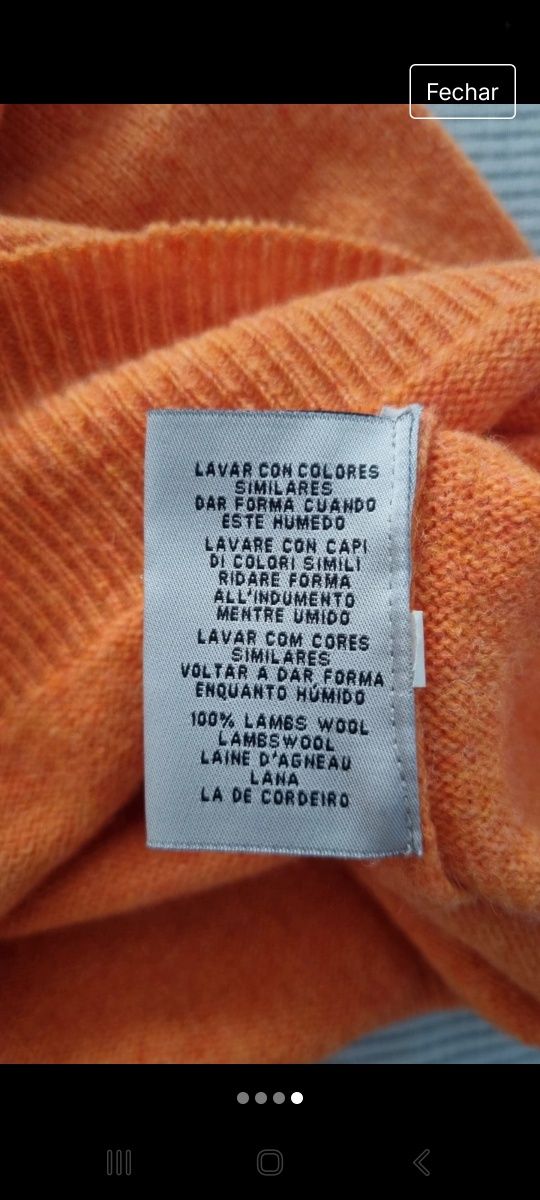 Fechar
LAVAR CON COLORES
SIMILARES
DAR FORMA CUANDO
ESTE HUMEDO
LAVARE CON CAPI
DI COLORI SIMILI
RIDARE FORMA
ALL'INDUMENTO
MENTRE UMIDO
LAVAR COM CORES
SIMILARES
VOLTAR A DAR FORMA
ENQUANTO HÚMIDO
100% LAMBS WOOL
LAMBSWOOL
LAINE D'AGNEAU
LANA
LA DE CORDEIRO